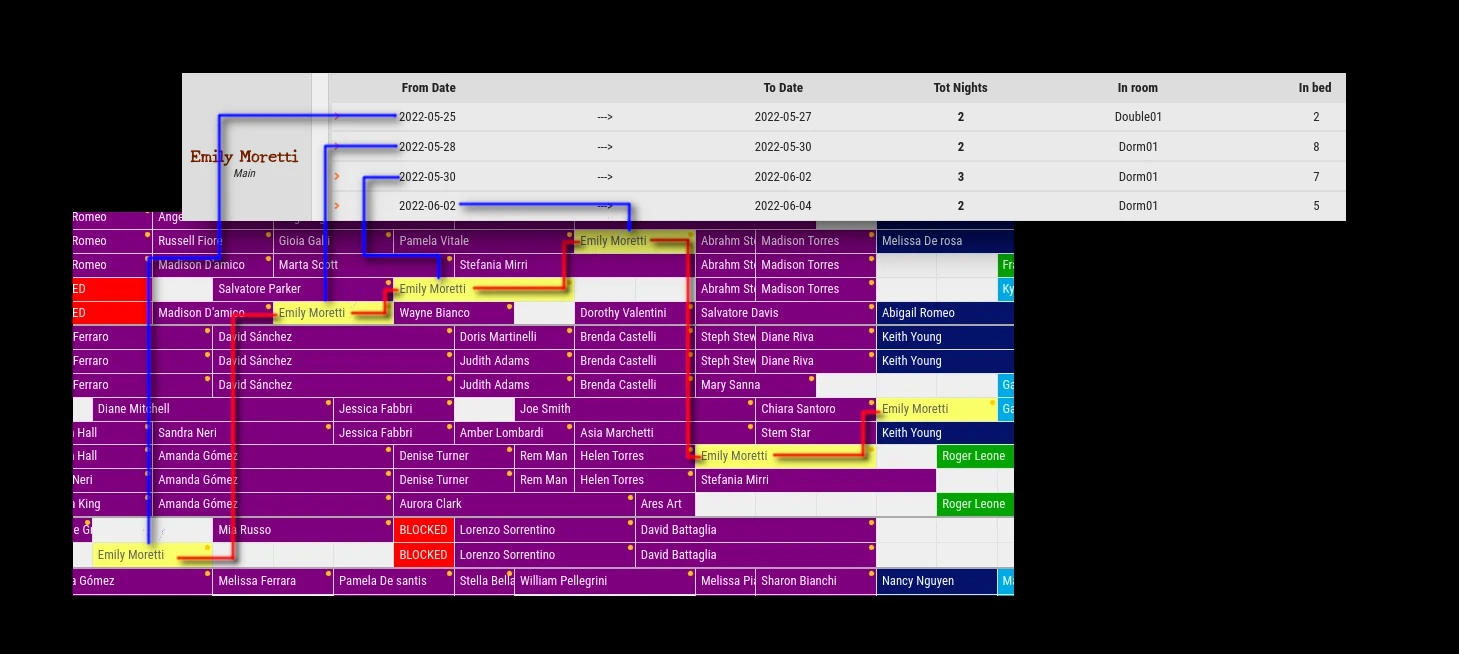 From Date To Date Tot Nights In room In bed
2022-05-25 ---> 2022-05-27 2 Double01 2
2022-05-28 ---> 2022-05-30 2 Dorm01 8
Emily Moretti
Main
2022-05-30 ---> 2022-06-02 3 Dorm01 7
2022-06-02 ---> 2022-06-04 2 Dorm01 5
Romeo Ange
Romeo Russell Fiore Gioia Galli Pamela Vitale Emily Moretti Abrahm St Madison Torres Melissa De rosa
Romeo Madison D'amico Marta Scott Stefania Mirri Abrahm St Madison Torres Fr
ED Salvatore Parker Emily Moretti Abrahm St Madison Torres Ky
ED Madison D'amico Emily Moretti Wayne Bianco Dorothy Valentini Salvatore Davis Abigail Romeo
Ferraro David Sánchez Doris Martinelli Brenda Castelli Steph Stew Diane Riva Keith Young
Ferraro David Sánchez Judith Adams Brenda Castelli Steph Stew Diane Riva Keith Young
Ferraro David Sánchez Judith Adams Brenda Castelli Mary Sanna Ga
Diane Mitchell Jessica Fabbri Joe Smith Chiara Santoro Emily Moretti Ga
Hall Sandra Neri Jessica Fabbri Amber Lombardi Asia Marchetti Stem Star Keith Young
Hall Amanda Gómez Denise Turner Rem Man Helen Torres Emily Moretti Roger Leone
Neri Amanda Gómez Denise Turner Rem Man Helen Torres Stefania Mirri
a King Amanda Gómez Aurora Clark Ares Art Roger Leone
e Gr Mia Russo BLOCKED Lorenzo Sorrentino David Battaglia
Emily Moretti BLOCKED Lorenzo Sorrentino David Battaglia
a Gómez Melissa Ferrara Pamela De santis Stella Bella William Pellegrini Melissa Pi Sharon Bianchi Nancy Nguyen Ma